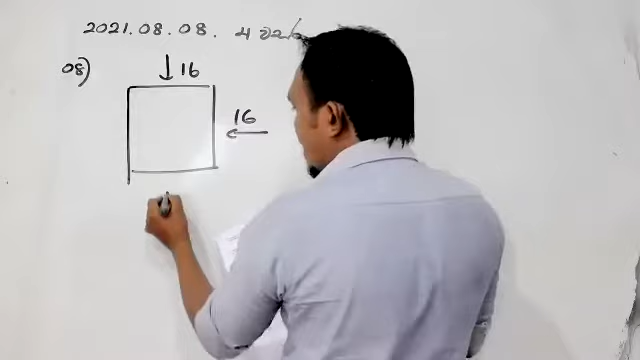 2021.08.08.
08) ↓ 16
16
←